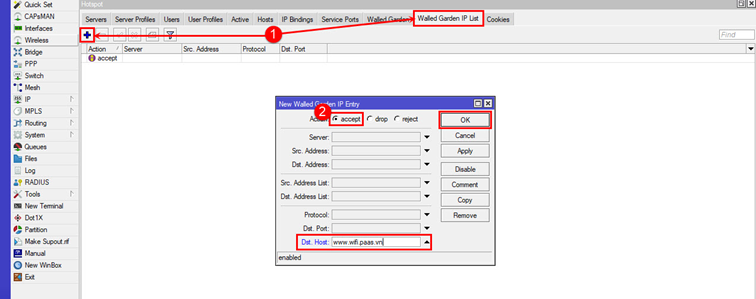 Quick Set
CAPsMAN
Interfaces
Wireless
Bridge
PPP
Switch
Mesh
IP
MPLS
Routing
System
Queues
Files
Log
RADIUS
Tools
New Terminal
Dot1X
Partition
Make Supout.rif
Manual
New WinBox
Exit
Hotspot
Servers Server Profiles Users User Profiles Active Hosts IP Bindings Service Ports Walled Garden Walled Garden IP List Cookies
1
Find
Action Server Src. Address Protocol Dst. Port
accept
New Walled Garden IP Entry
2
Action: accept drop reject
Server:
Src. Address:
Dst. Address:
Src. Address List:
Dst. Address List:
Protocol:
Dst. Port:
Dst. Host: www.wifi.paas.vn
enabled
OK
Cancel
Apply
Disable
Comment
Copy
Remove